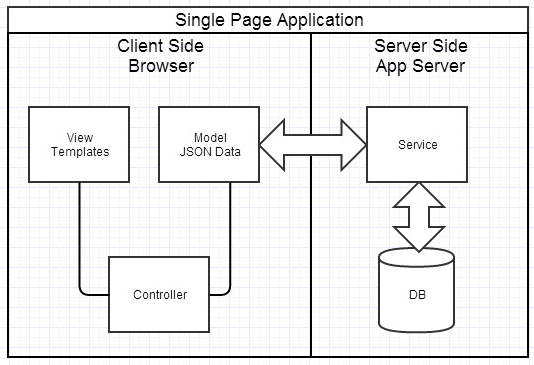 Single Page Application
Client Side
Browser
Server Side
App Server
View
Templates
Model
JSON Data
Service
Controller
DB